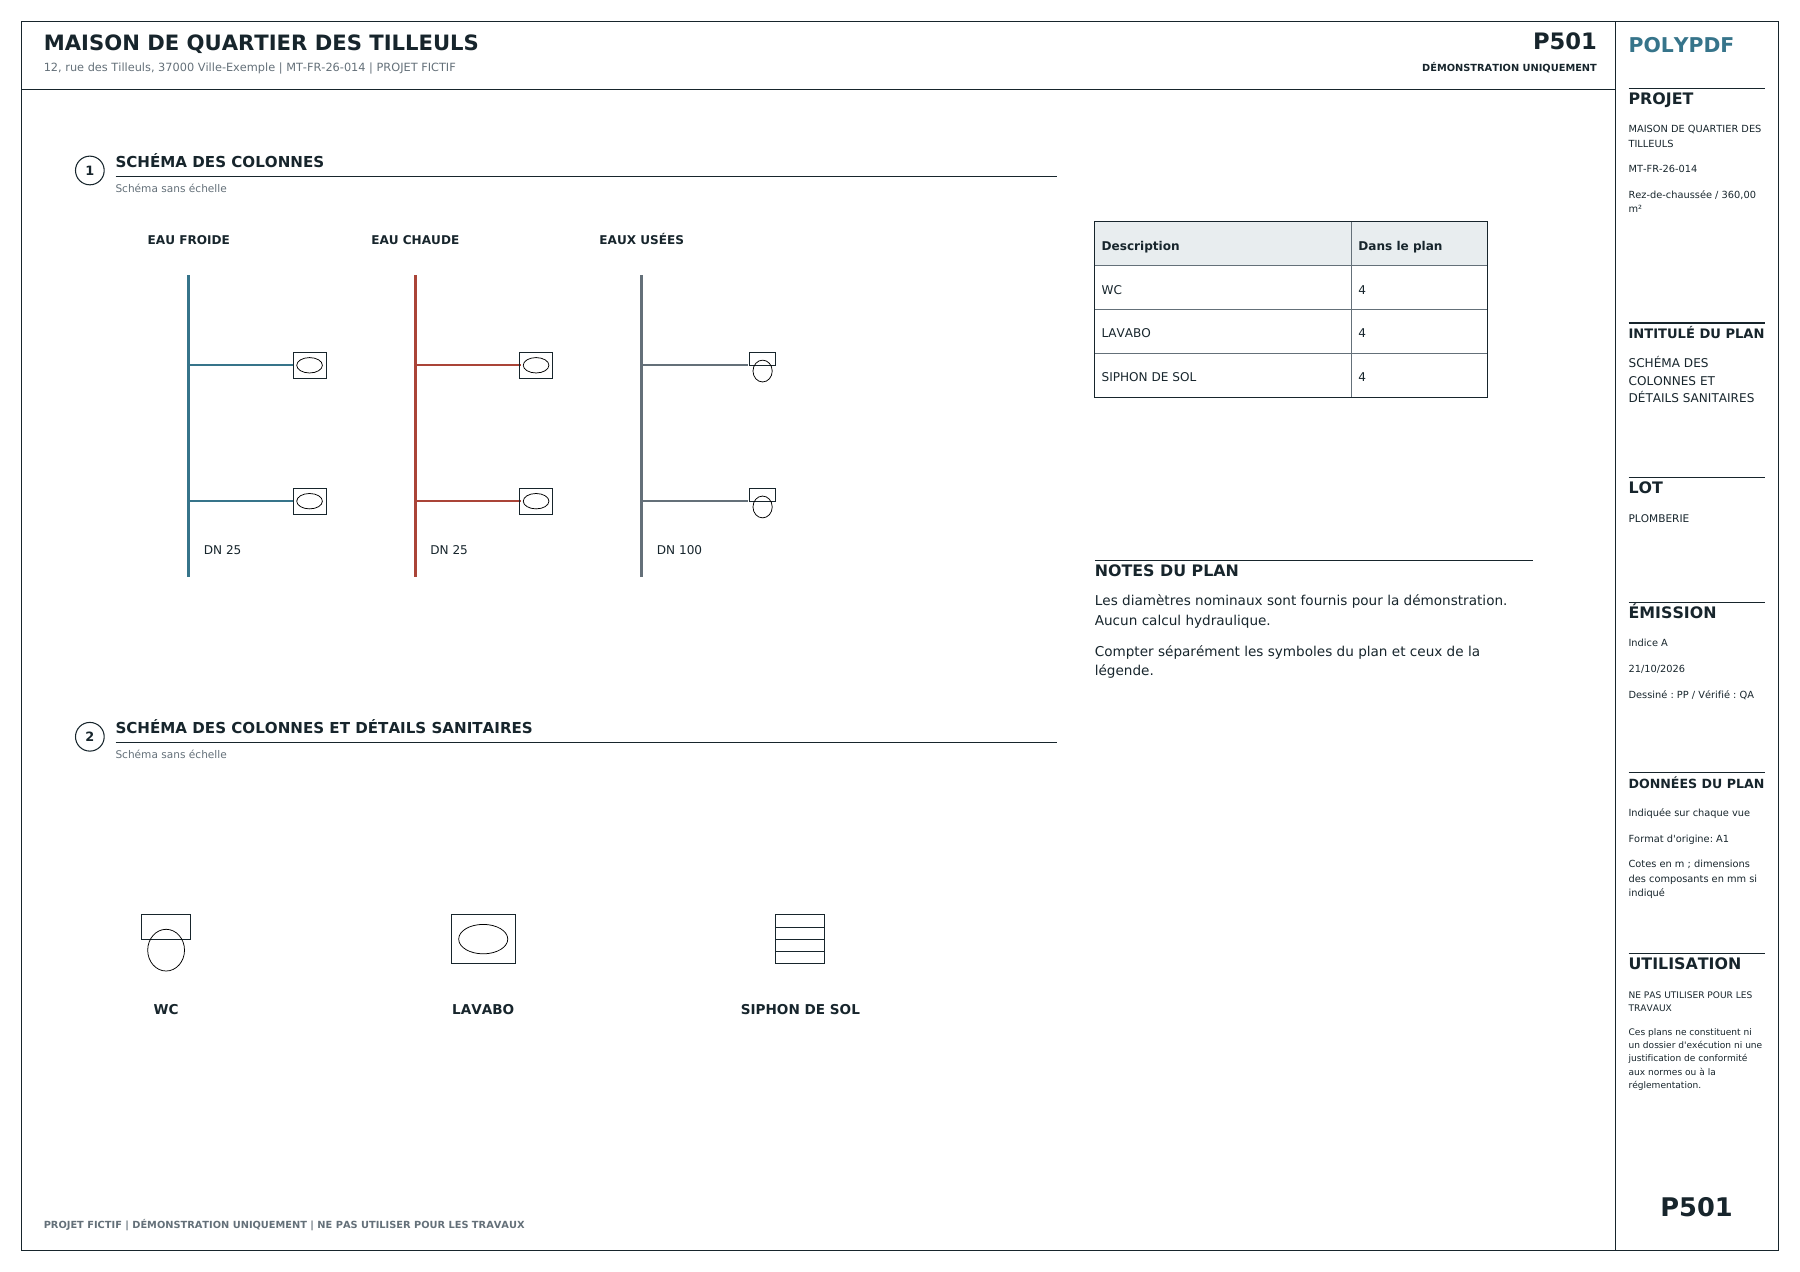 MAISON DE QUARTIER DES TILLEULS
12, rue des Tilleuls, 37000 Ville-Exemple | MT-FR-26-014 | PROJET FICTIF
P501
DÉMONSTRATION UNIQUEMENT
1
SCHÉMA DES COLONNES
Schéma sans échelle
EAU FROIDE
EAU CHAUDE
EAUX USÉES
DN 25
DN 25
DN 100
Description
Dans le plan
WC
4
LAVABO
4
SIPHON DE SOL
4
NOTES DU PLAN
Les diamètres nominaux sont fournis pour la démonstration.
Aucun calcul hydraulique.
Compter séparément les symboles du plan et ceux de la
légende.
2
SCHÉMA DES COLONNES ET DÉTAILS SANITAIRES
Schéma sans échelle
WC
LAVABO
SIPHON DE SOL
PROJET FICTIF | DÉMONSTRATION UNIQUEMENT | NE PAS UTILISER POUR LES TRAVAUX
POLYPDF
PROJET
MAISON DE QUARTIER DES
TILLEULS
MT-FR-26-014
Rez-de-chaussée / 360,00
m²
INTITULÉ DU PLAN
SCHÉMA DES
COLONNES ET
DÉTAILS SANITAIRES
LOT
PLOMBERIE
ÉMISSION
Indice A
21/10/2026
Dessiné : PP / Vérifié : QA
DONNÉES DU PLAN
Indiquée sur chaque vue
Format d'origine: A1
Cotes en m ; dimensions
des composants en mm si
indiqué
UTILISATION
NE PAS UTILISER POUR LES
TRAVAUX
Ces plans ne constituent ni
un dossier d'exécution ni une
justification de conformité
aux normes ou à la
réglementation.
P501